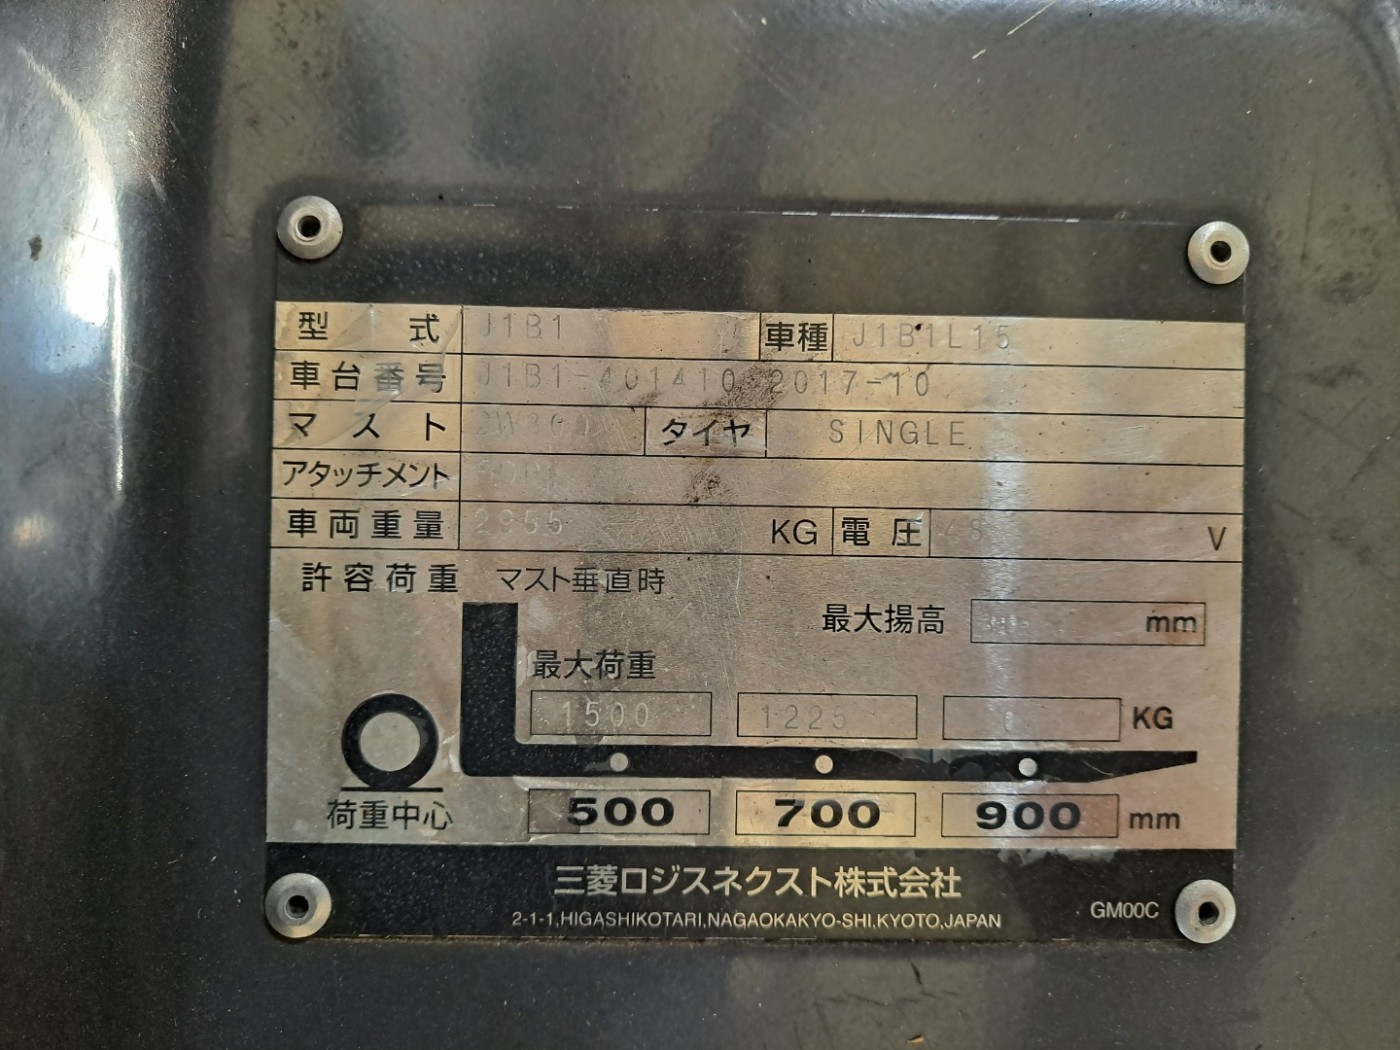 型式 J1B1 車種 J1B1L15
車台番号 J1B1-401410 2017-10
マスト タイヤ SINGLE
アタッチメント
車両重量 2955 KG 電圧 48 V
許容荷重 マスト垂直時
最大揚高 mm
最大荷重
1500 1225 KG
荷重中心 500 700 900 mm
三菱ロジスネクスト株式会社
2-1-1,HIGASHIKOTARI,NAGAOKAKYO-SHI,KYOTO,JAPAN GM00C